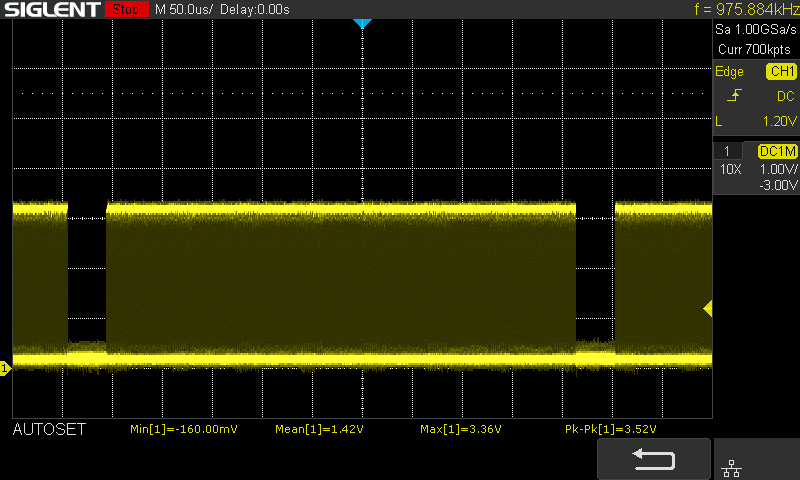 SIGLENT Stop M 50.0us/ Delay:0.00s f = 975.884kHz
Sa 1.00GSa/s
Curr 700kpts
Edge CH1
DC
L 1.20V
1 DC1M
10X 1.00V/
-3.00V
1
AUTOSET Min[1]=-160.00mV Mean[1]=1.42V Max[1]=3.36V Pk-Pk[1]=3.52V